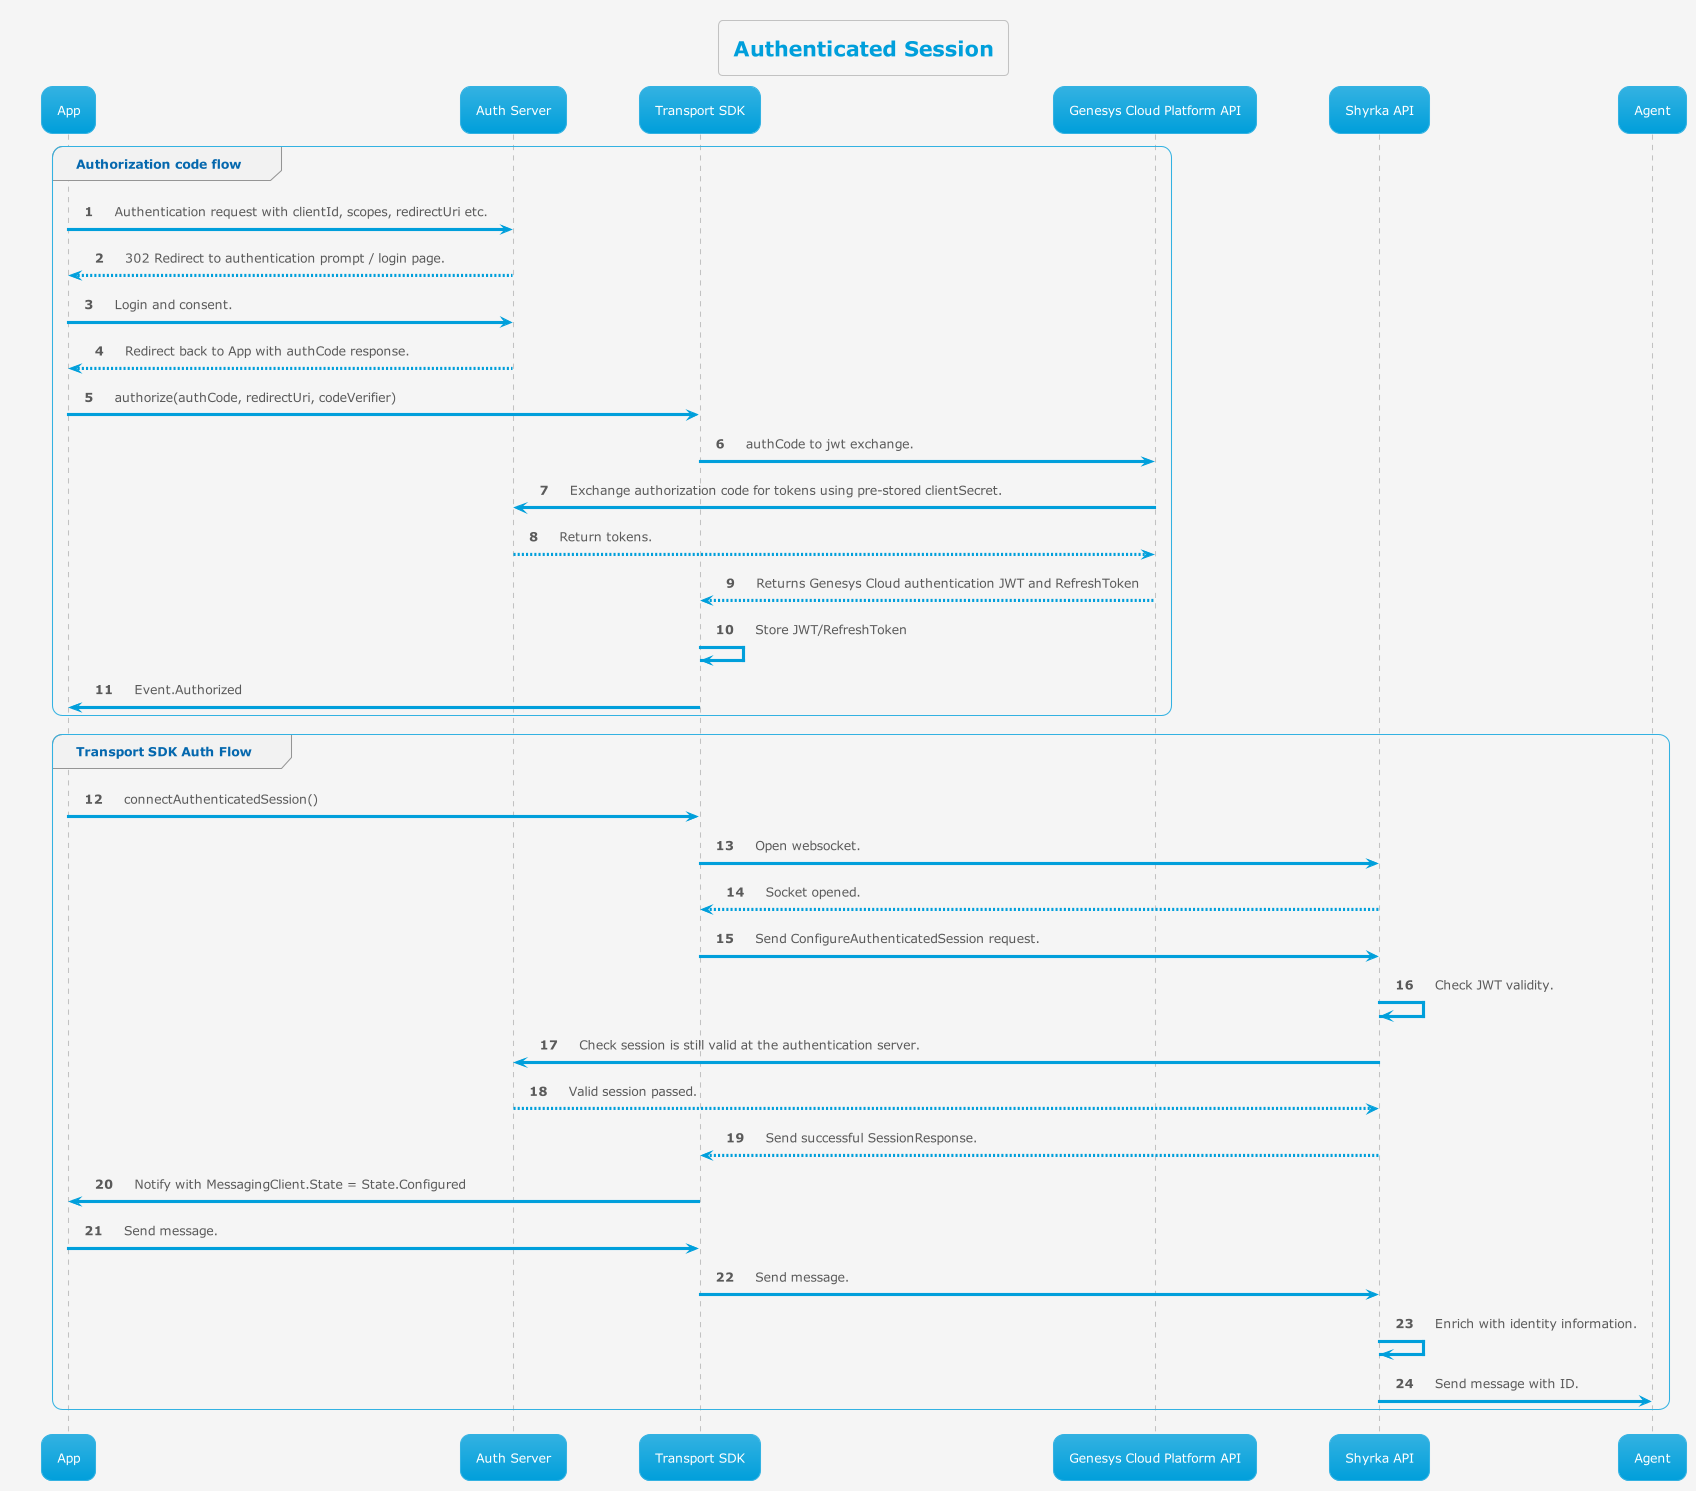 Authenticated Session
App
Auth Server
Transport SDK
Genesys Cloud Platform API
Shyrka API
Agent
Authorization code flow
1 Authentication request with clientId, scopes, redirectUri etc.
2 302 Redirect to authentication prompt / login page.
3 Login and consent.
4 Redirect back to App with authCode response.
5 authorize(authCode, redirectUri, codeVerifier)
6 authCode to jwt exchange.
7 Exchange authorization code for tokens using pre-stored clientSecret.
8 Return tokens.
9 Returns Genesys Cloud authentication JWT and RefreshToken
10 Store JWT/RefreshToken
11 Event.Authorized
Transport SDK Auth Flow
12 connectAuthenticatedSession()
13 Open websocket.
14 Socket opened.
15 Send ConfigureAuthenticatedSession request.
16 Check JWT validity.
17 Check session is still valid at the authentication server.
18 Valid session passed.
19 Send successful SessionResponse.
20 Notify with MessagingClient.State = State.Configured
21 Send message.
22 Send message.
23 Enrich with identity information.
24 Send message with ID.
App
Auth Server
Transport SDK
Genesys Cloud Platform API
Shyrka API
Agent